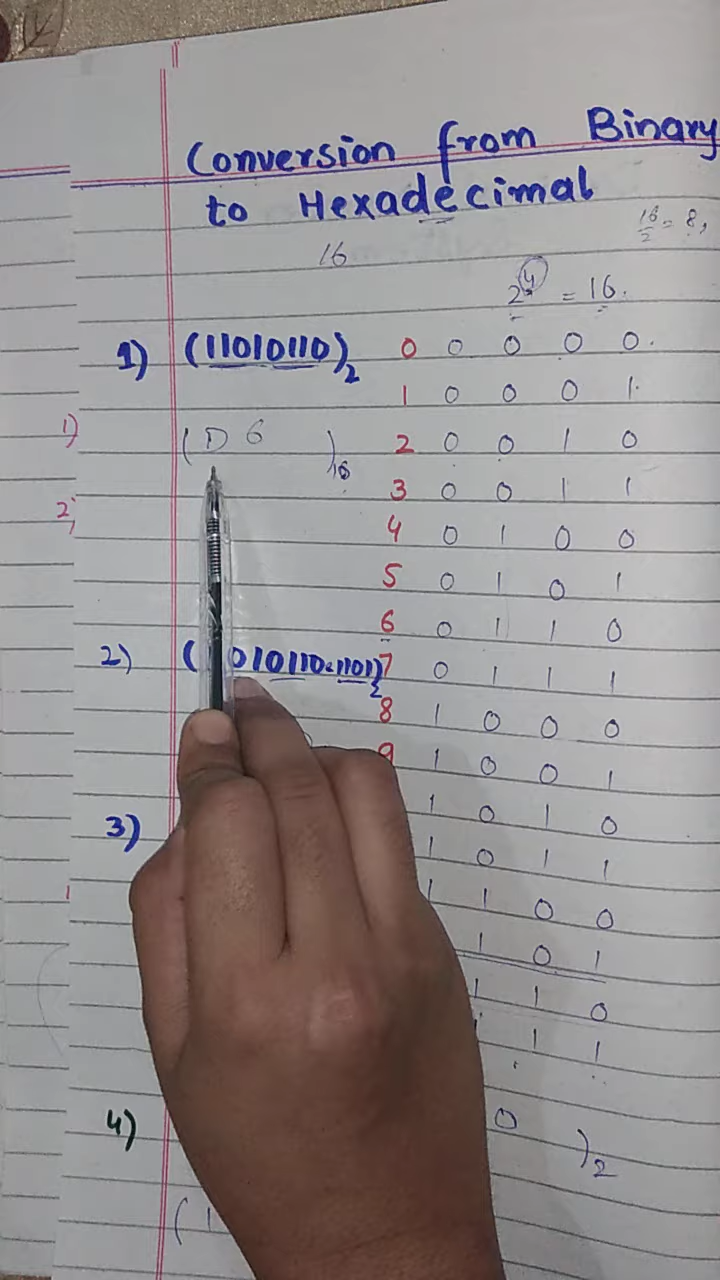 Conversion from Binary
to Hexadecimal
16
16/2 = 8,
2^4 = 16.
1) (11010110)2
0 0 0 0 0.
1 0 0 0 1
1)
(D 6 )16
2 0 0 1 0
3 0 0 1 1
2)
4 0 1 0 0
5 0 1 0 1
6 0 1 1 0
2) ( 010110.1101)2
7 0 1 1 1
8 1 0 0 0
9 1 0 0 1
1 0 1 0
3)
1 0 1 1
1 1 0 0
1 0 1
1 1 0
1 1
4) 0 )2
( 1